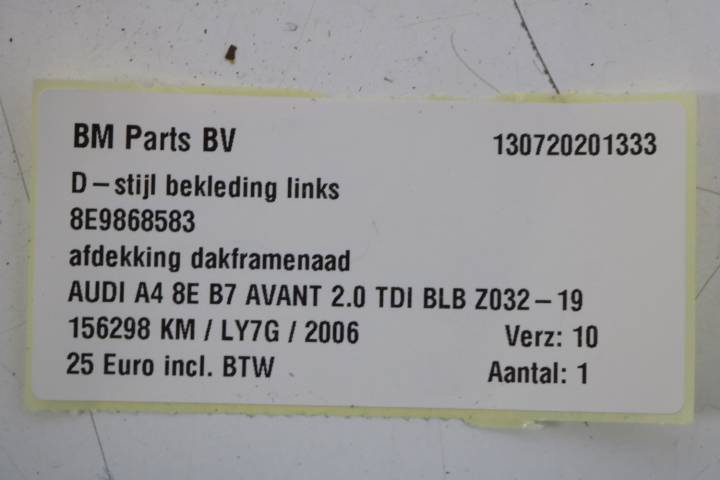 BM Parts BV 130720201333
D-stijl bekleding links
8E9868583
afdekking dakframenaad
AUDI A4 8E B7 AVANT 2.0 TDI BLB Z032-19
156298 KM / LY7G / 2006 Verz: 10
25 Euro incl. BTW Aantal: 1